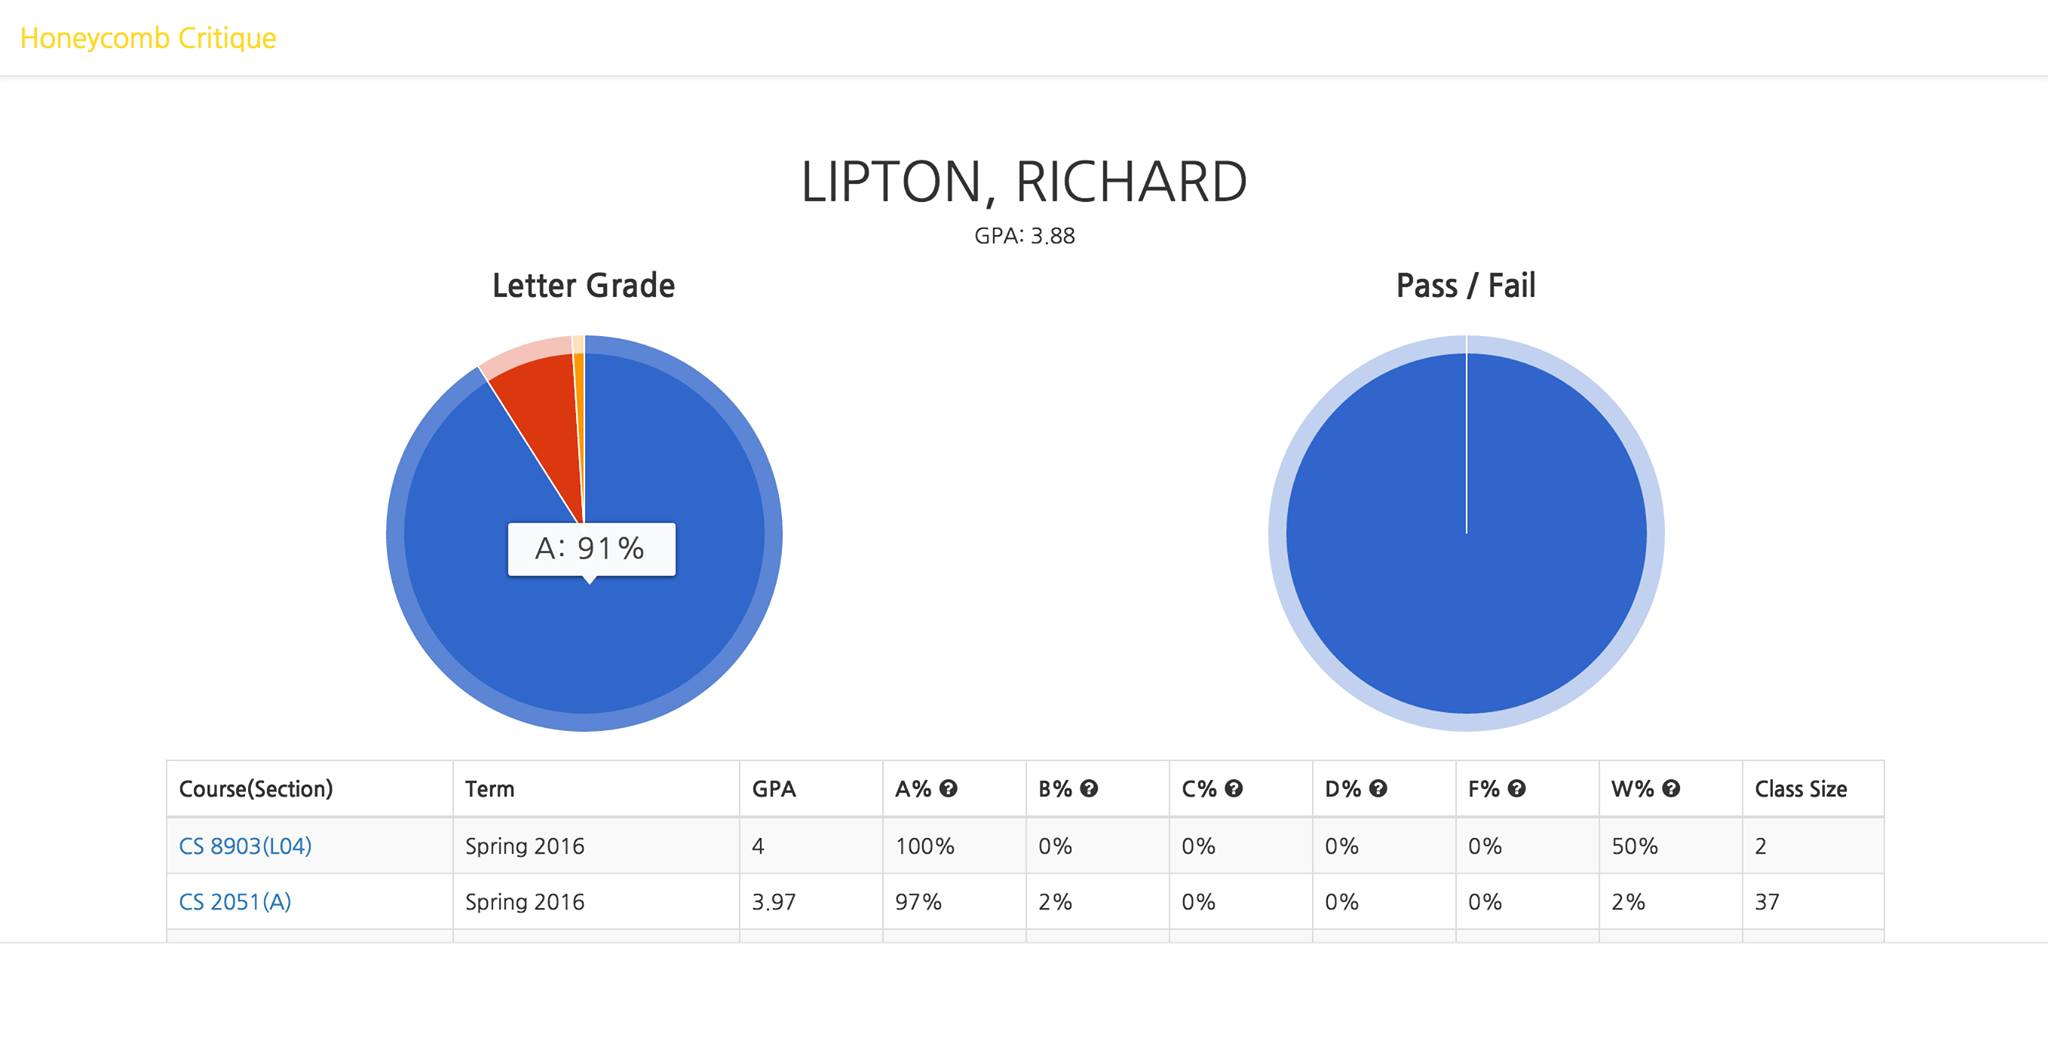 Honeycomb Critique
LIPTON, RICHARD
GPA: 3.88
Letter Grade
Pass / Fail
A: 91%
Course(Section) Term GPA A% B% C% D% F% W% Class Size
CS 8903(L04) Spring 2016 4 100% 0% 0% 0% 0% 50% 2
CS 2051(A) Spring 2016 3.97 97% 2% 0% 0% 0% 2% 37